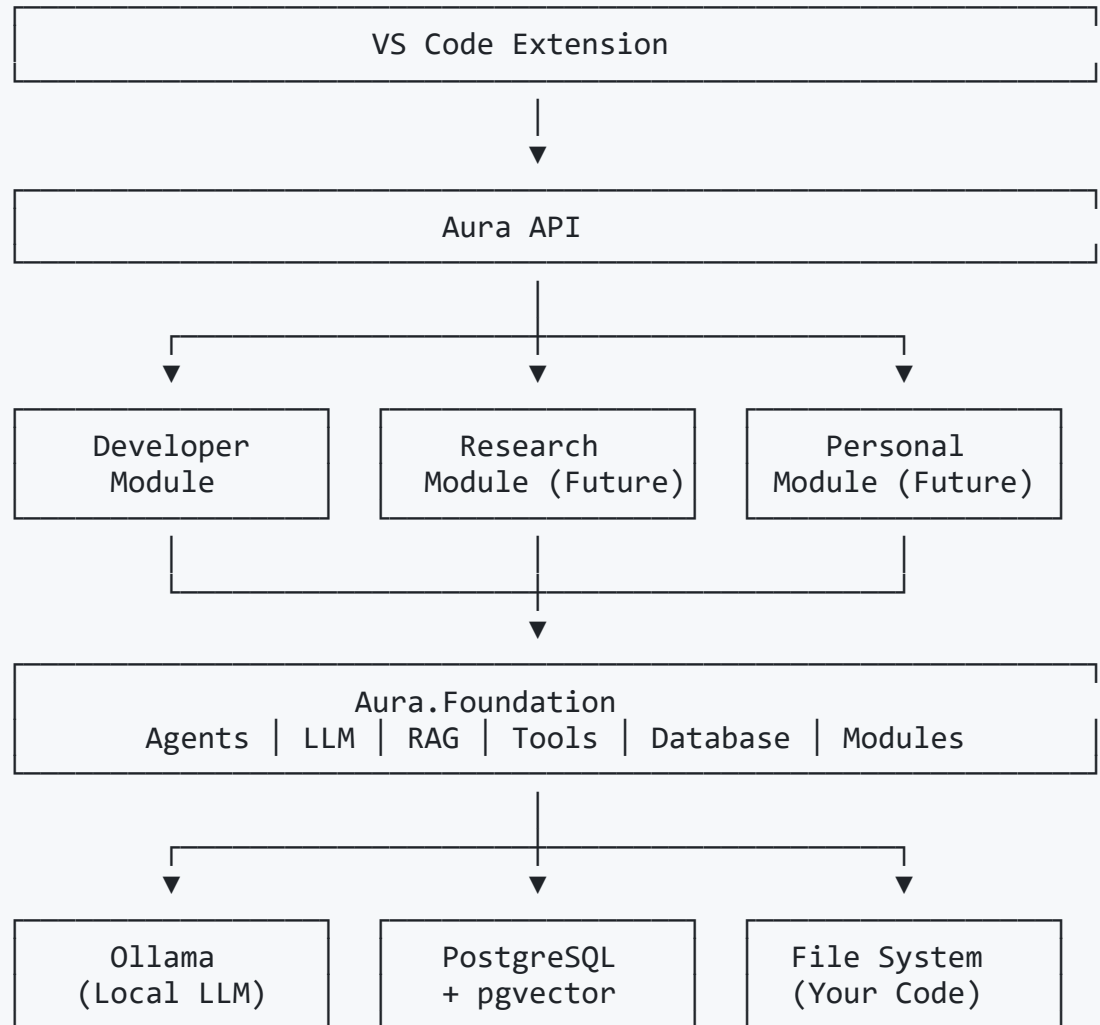 VS Code Extension
Aura API
Developer Module
Research Module (Future)
Personal Module (Future)
Aura.Foundation
Agents │ LLM │ RAG │ Tools │ Database │ Modules
Ollama (Local LLM)
PostgreSQL + pgvector
File System (Your Code)